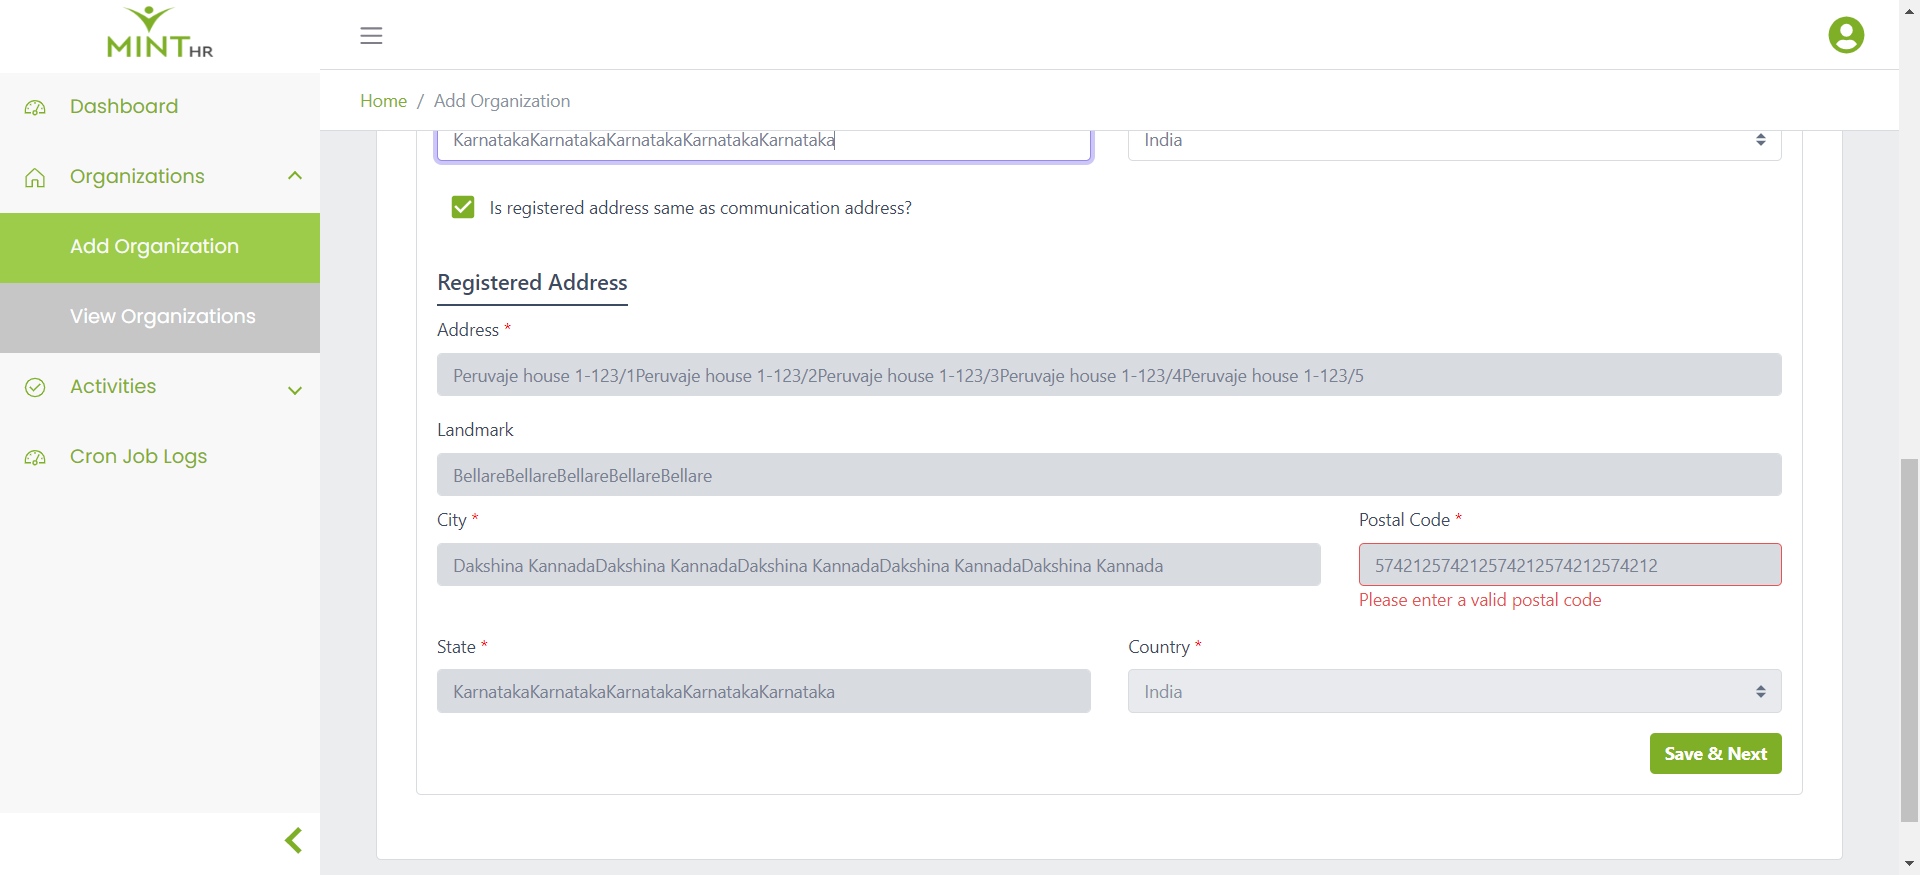 MINT HR
Home / Add Organization
Dashboard
Organizations
Add Organization
View Organizations
Activities
Cron Job Logs
KarnatakaKarnatakaKarnatakaKarnatakaKarnataka
India
Is registered address same as communication address?
Registered Address
Address *
Peruvaje house 1-123/1Peruvaje house 1-123/2Peruvaje house 1-123/3Peruvaje house 1-123/4Peruvaje house 1-123/5
Landmark
BellareBellareBellareBellareBellare
City *
Postal Code *
Dakshina KannadaDakshina KannadaDakshina KannadaDakshina KannadaDakshina Kannada
574212574212574212574212574212
Please enter a valid postal code
State *
Country *
KarnatakaKarnatakaKarnatakaKarnatakaKarnataka
India
Save & Next